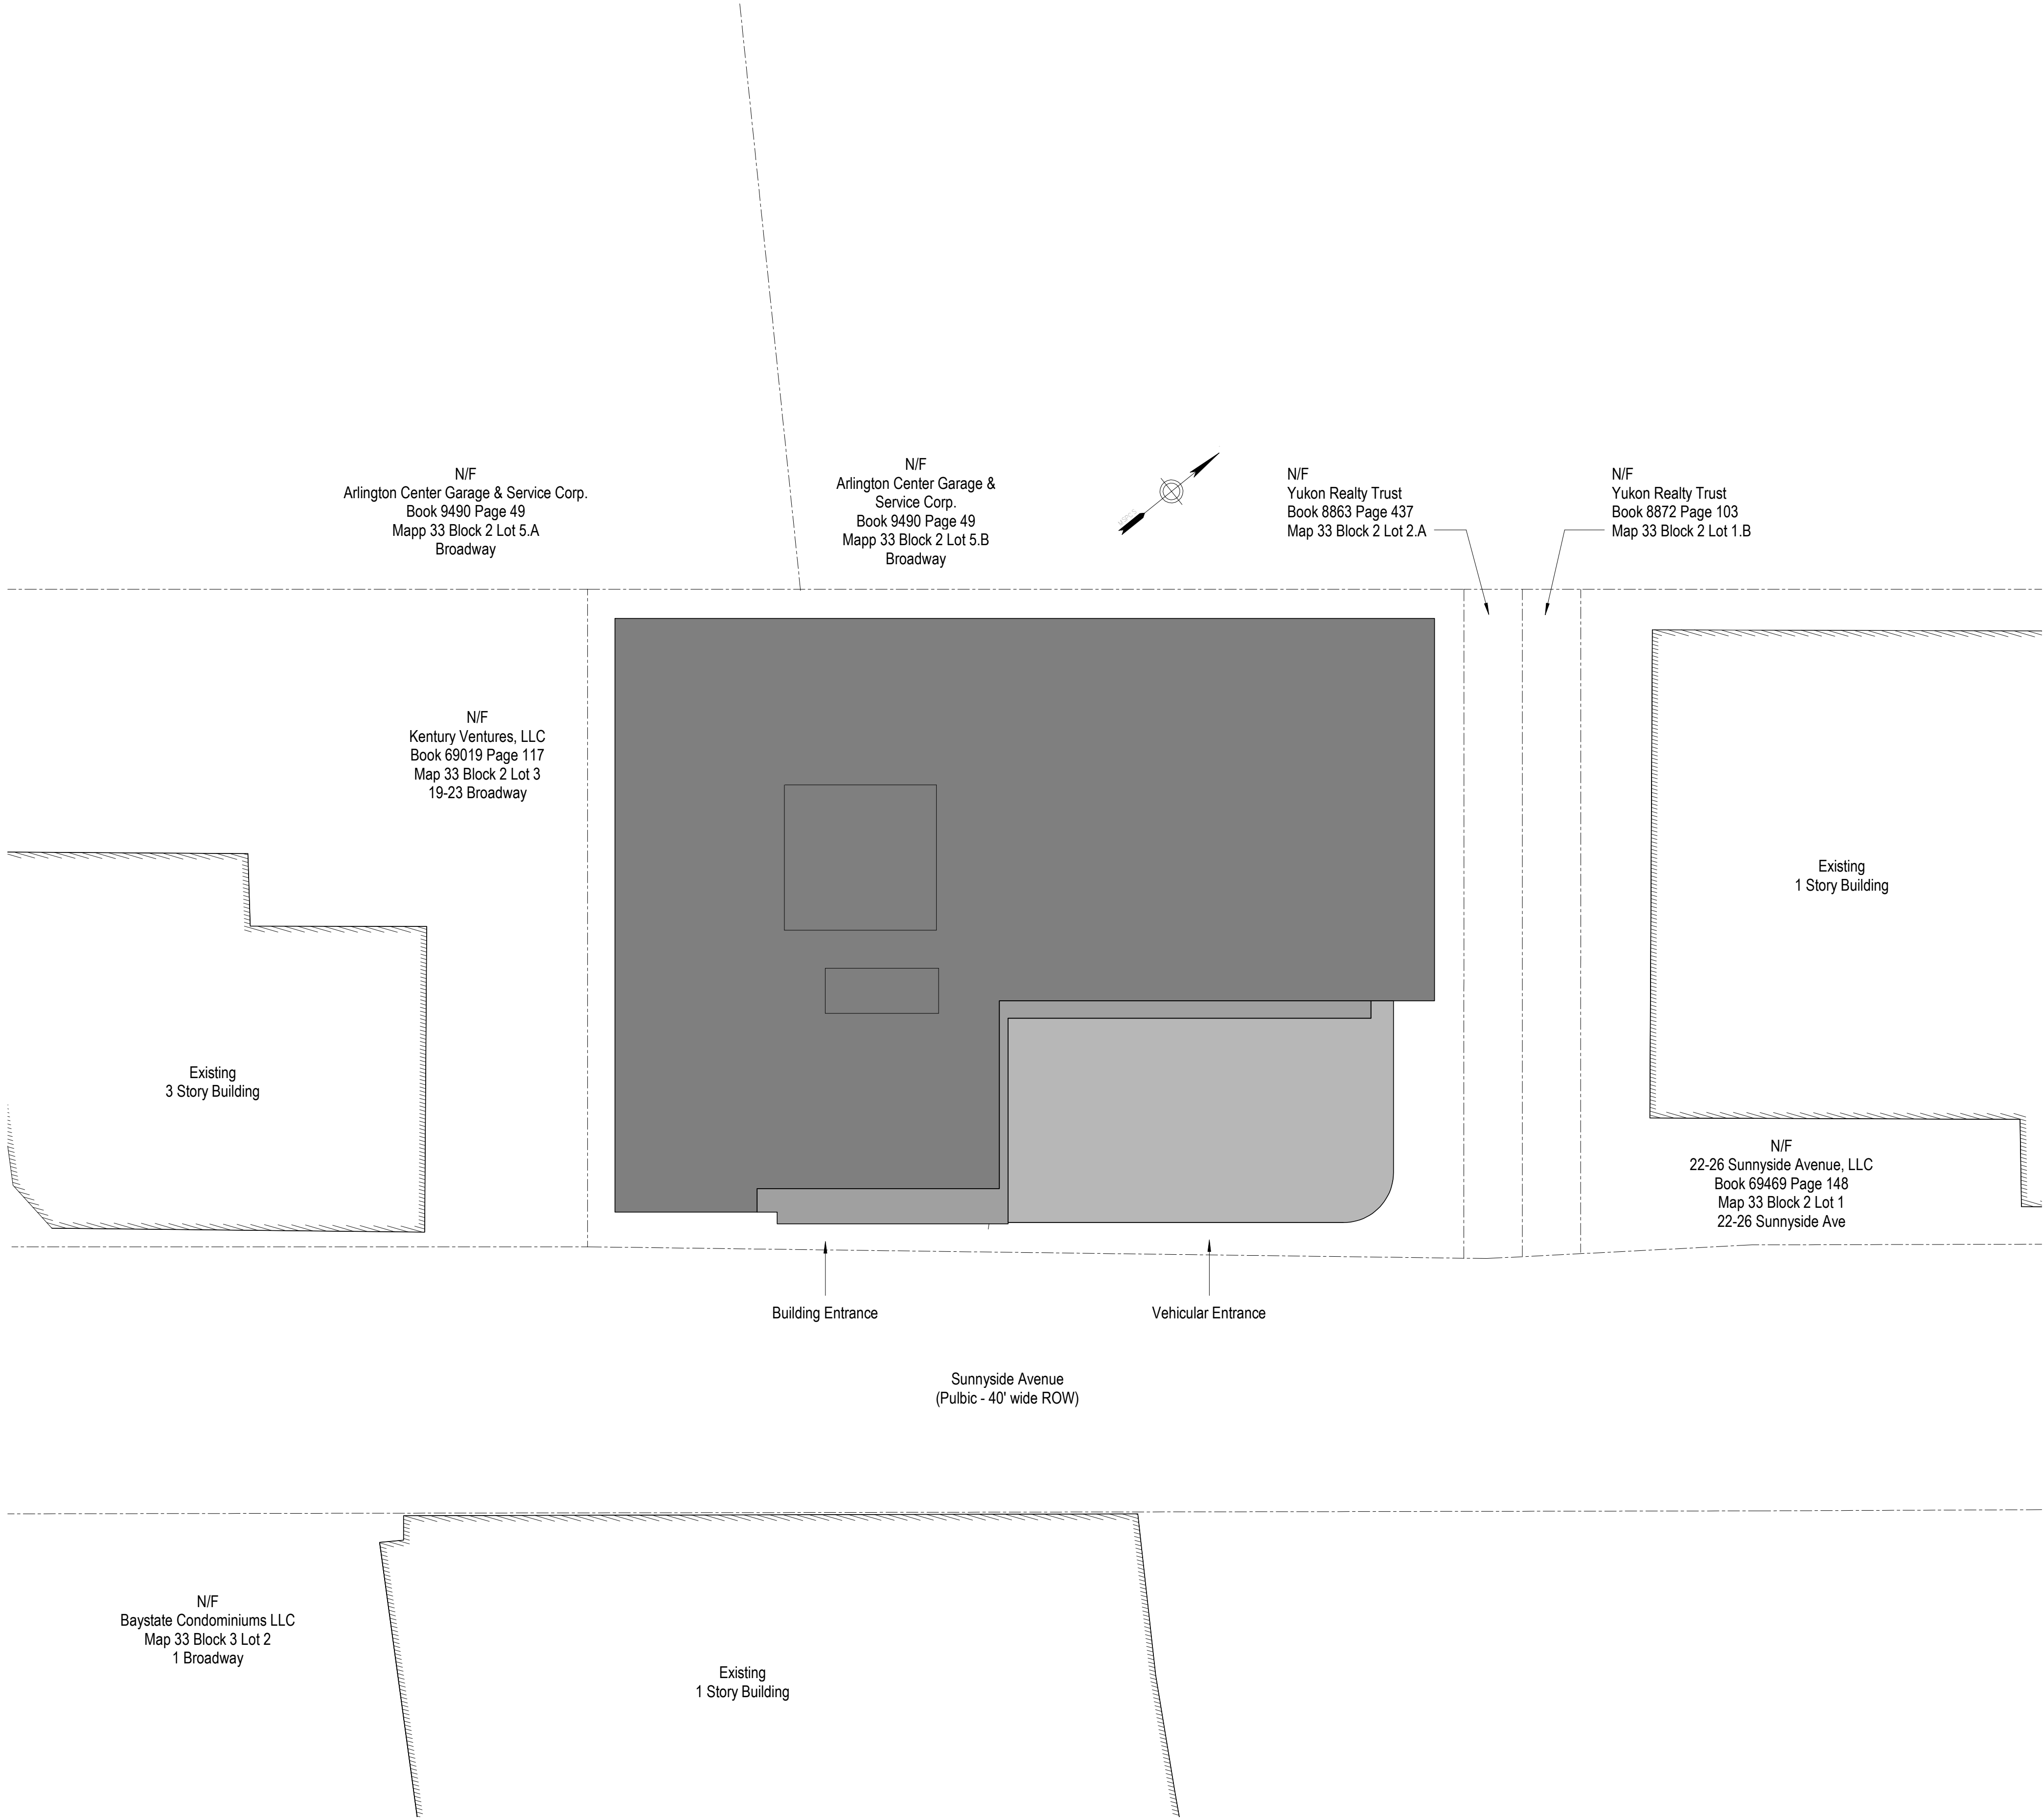 N/F
Arlington Center Garage & Service Corp.
Book 9490 Page 49
Mapp 33 Block 2 Lot 5.A
Broadway
N/F
Arlington Center Garage &
Service Corp.
Book 9490 Page 49
Mapp 33 Block 2 Lot 5.B
Broadway
N/F
Yukon Realty Trust
Book 8863 Page 437
Map 33 Block 2 Lot 2.A
N/F
Yukon Realty Trust
Book 8872 Page 103
Map 33 Block 2 Lot 1.B
N/F
Kentury Ventures, LLC
Book 69019 Page 117
Map 33 Block 2 Lot 3
19-23 Broadway
Existing
1 Story Building
Existing
3 Story Building
N/F
22-26 Sunnyside Avenue, LLC
Book 69469 Page 148
Map 33 Block 2 Lot 1
22-26 Sunnyside Ave
Building Entrance
Vehicular Entrance
Sunnyside Avenue
(Pulbic - 40' wide ROW)
N/F
Baystate Condominiums LLC
Map 33 Block 3 Lot 2
1 Broadway
Existing
1 Story Building